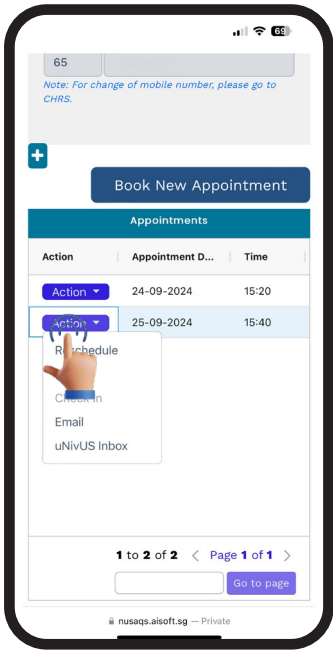 69
65
Note: For change of mobile number, please go to
CHRS.
+
Book New Appointment
Appointments
Action Appointment D... Time
Action 24-09-2024 15:20
Action 25-09-2024 15:40
Reschedule
Check In
Email
uNivUS Inbox
1 to 2 of 2 < Page 1 of 1 >
Go to page
nusaqs.aisoft.sg — Private